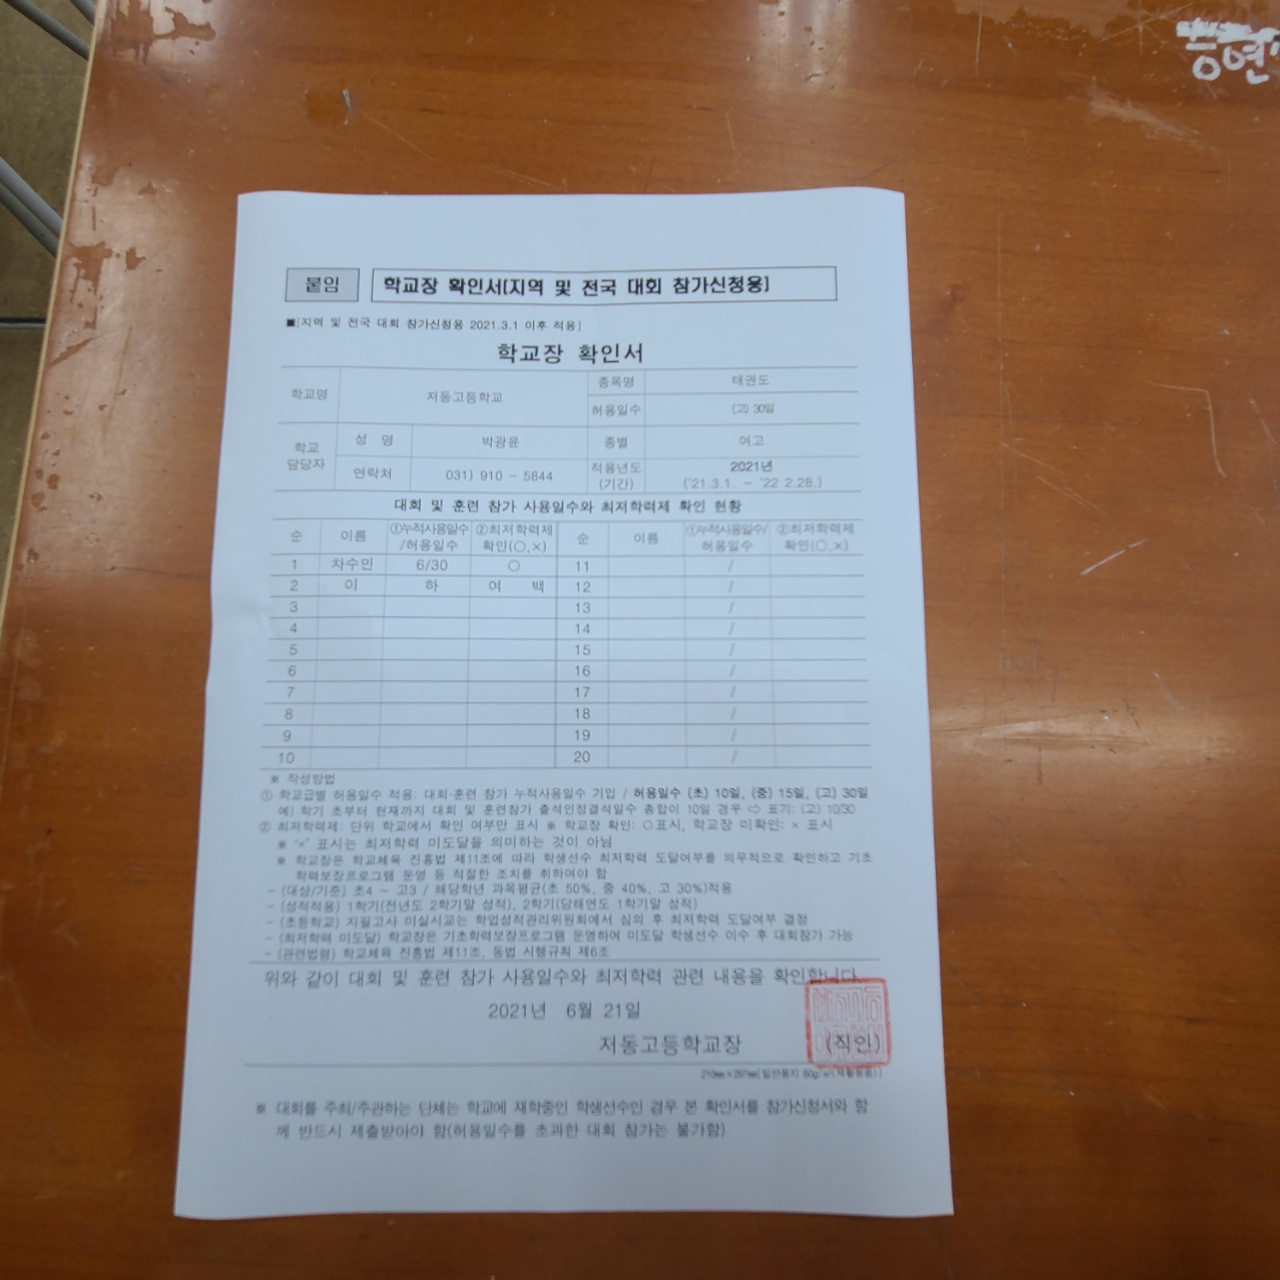 등연
붙임 학교장 확인서[지역 및 전국 대회 참가신청용]
■[지역 및 전국 대회 참가신청용 2021.3.1 이후 적용]
학교장 확인서
학교명 저동고등학교 종목명 태권도
허용일수 (고) 30일
학교 담당자 성 명 박광윤 종별 여고
연락처 031) 910 - 5844 적용년도 (기간) 2021년 ('21.3.1. ~ '22 2.28.)
대회 및 훈련 참가 사용일수와 최저학력제 확인 현황
순 이름 ①누적사용일수 /허용일수 ②최저학력제 확인(○,×) 순 이름 ①누적사용일수/ 허용일수 ②최저학력제 확인(○,×)
1 차수민 6/30 ○ 11 /
2 이 하 여 백 12 /
3 13 /
4 14 /
5 15 /
6 16 /
7 17 /
8 18 /
9 19 /
10 20 /
※ 작성방법
① 학교급별 허용일수 적용: 대회·훈련 참가 누적사용일수 기입 / 허용일수 (초) 10일, (중) 15일, (고) 30일
예) 학기 초부터 현재까지 대회 및 훈련참가 출석인정결석일수 총합이 10일 경우 ⇨ 표기: (고) 10/30
② 최저학력제: 단위 학교에서 확인 여부만 표시 ※ 학교장 확인: ○표시, 학교장 미확인: × 표시
※ '×' 표시는 최저학력 미도달을 의미하는 것이 아님
※ 학교장은 학교체육 진흥법 제11조에 따라 학생선수 최저학력 도달여부를 의무적으로 확인하고 기초
학력보장프로그램 운영 등 적절한 조치를 취하여야 함
- (대상/기준) 초4 ~ 고3 / 해당학년 과목평균(초 50%, 중 40%, 고 30%)적용
- (성적적용) 1학기(전년도 2학기말 성적), 2학기(당해연도 1학기말 성적)
- (초등학교) 지필고사 미실시교는 학업성적관리위원회에서 심의 후 최저학력 도달여부 결정
- (최저학력 미도달) 학교장은 기초학력보장프로그램 운영하여 미도달 학생선수 이수 후 대회참가 가능
- (관련법령) 학교체육 진흥법 제11조, 동법 시행규칙 제6조
위와 같이 대회 및 훈련 참가 사용일수와 최저학력 관련 내용을 확인합니다.
2021년 6월 21일
저동고등학교장 (직인)
210㎜×297㎜[일반용지 60g/㎡(재활용품)]
※ 대회를 주최/주관하는 단체는 학교에 재학중인 학생선수인 경우 본 확인서를 참가신청서와 함
께 반드시 제출받아야 함(허용일수를 초과한 대회 참가는 불가함)